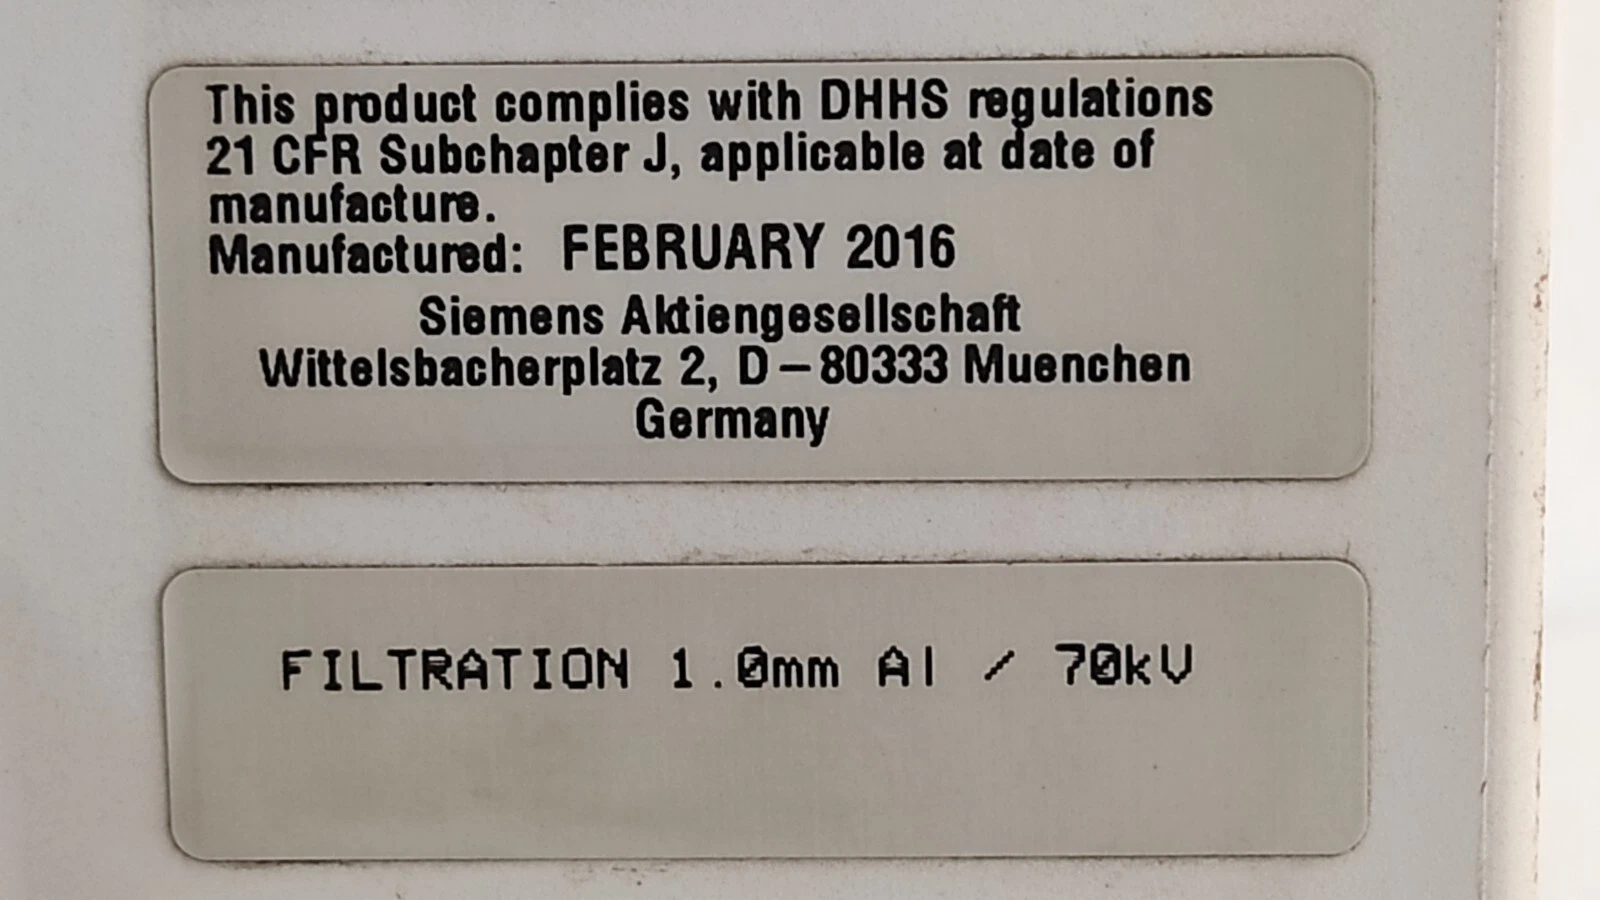 This product complies with DHHS regulations
21 CFR Subchapter J, applicable at date of
manufacture.
Manufactured: FEBRUARY 2016
Siemens Aktiengesellschaft
Wittelsbacherplatz 2, D – 80333 Muenchen
Germany
FILTRATION 1.0mm Al / 70kV